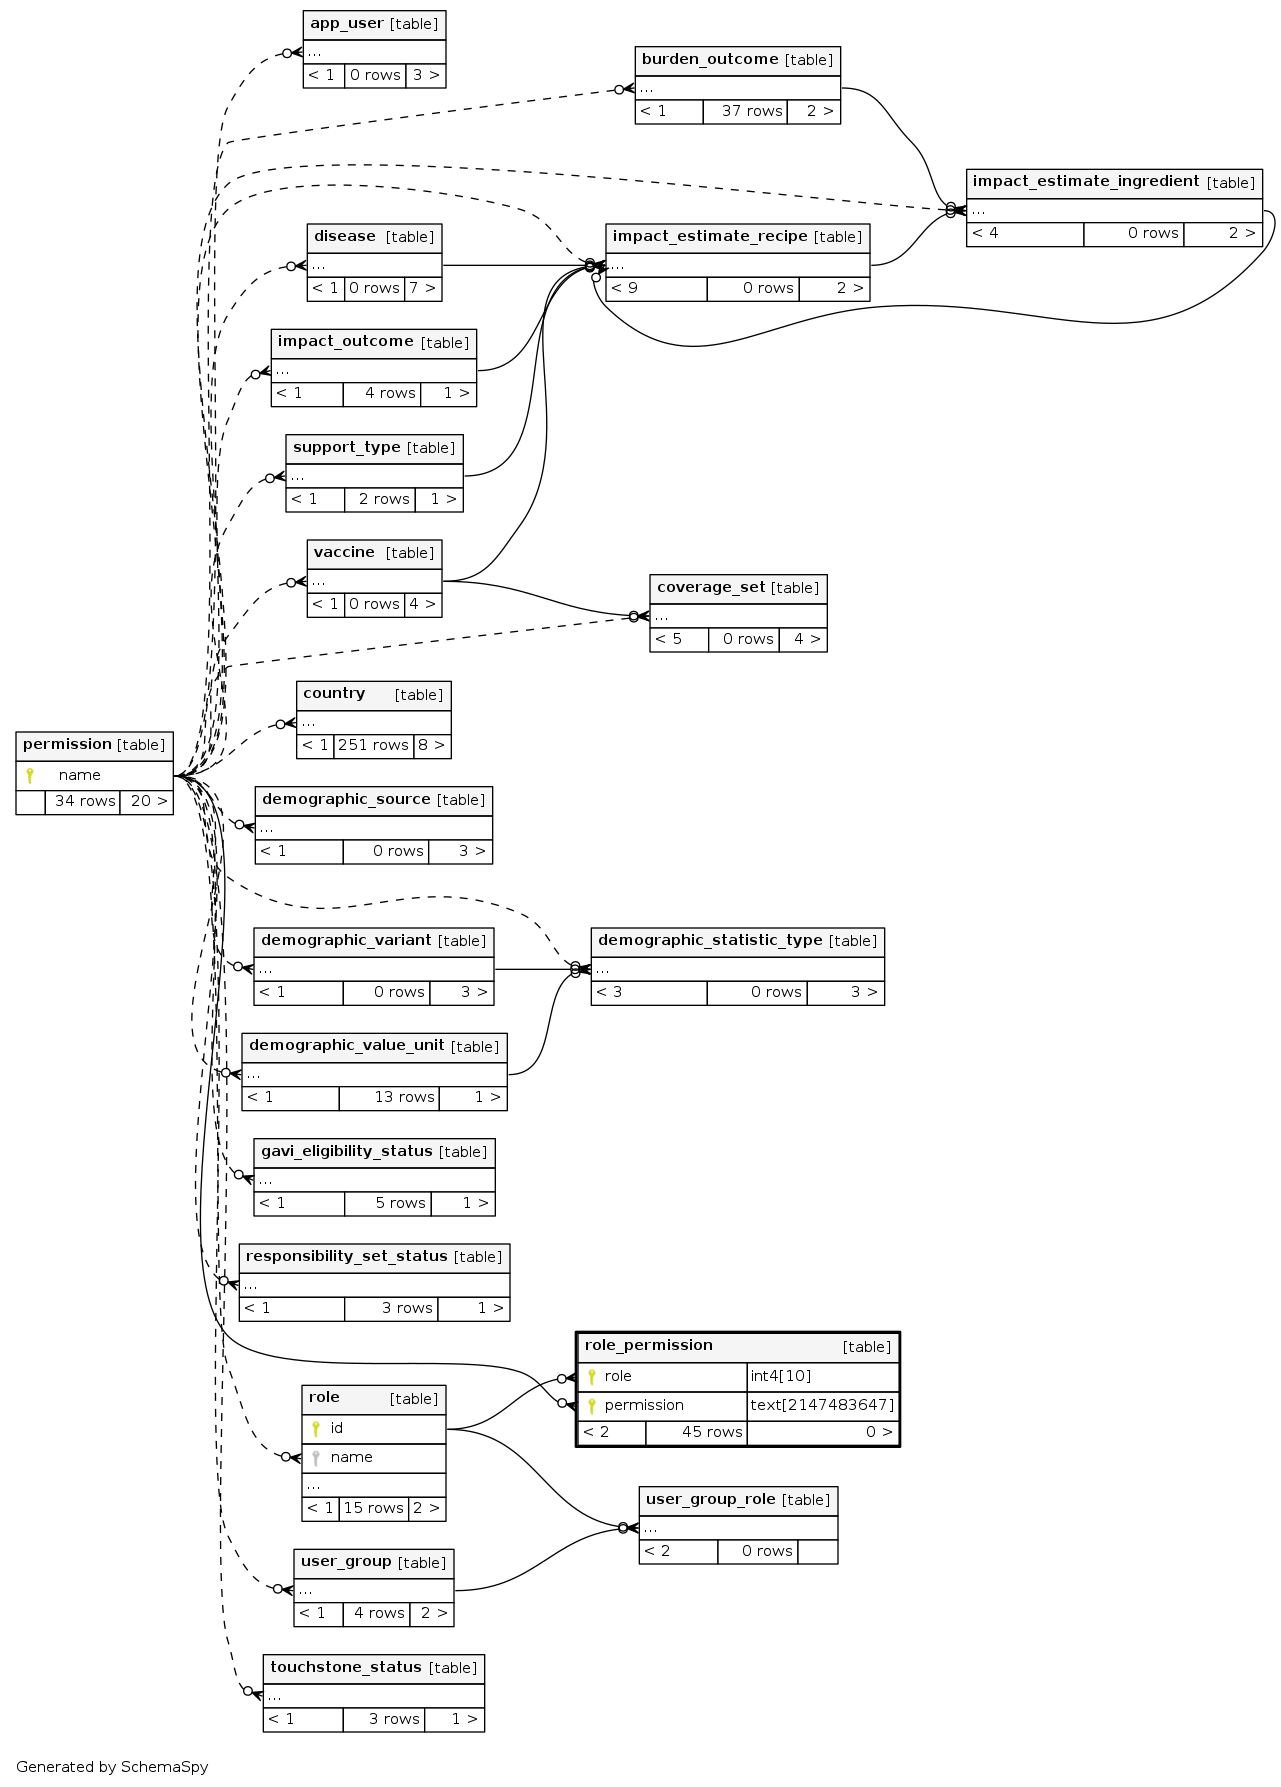 app_user [table]
...
< 1 0 rows 3 >
burden_outcome [table]
...
< 1 37 rows 2 >
impact_estimate_ingredient [table]
...
< 4 0 rows 2 >
disease [table]
...
< 1 0 rows 7 >
impact_estimate_recipe [table]
...
< 9 0 rows 2 >
impact_outcome [table]
...
< 1 4 rows 1 >
support_type [table]
...
< 1 2 rows 1 >
vaccine [table]
...
< 1 0 rows 4 >
coverage_set [table]
...
< 5 0 rows 4 >
country [table]
...
< 1 251 rows 8 >
permission [table]
name
34 rows 20 >
demographic_source [table]
...
< 1 0 rows 3 >
demographic_variant [table]
...
< 1 0 rows 3 >
demographic_statistic_type [table]
...
< 3 0 rows 3 >
demographic_value_unit [table]
...
< 1 13 rows 1 >
gavi_eligibility_status [table]
...
< 1 5 rows 1 >
responsibility_set_status [table]
...
< 1 3 rows 1 >
role_permission [table]
role int4[10]
permission text[2147483647]
< 2 45 rows 0 >
role [table]
id
name
...
< 1 15 rows 2 >
user_group_role [table]
...
< 2 0 rows
user_group [table]
...
< 1 4 rows 2 >
touchstone_status [table]
...
< 1 3 rows 1 >
Generated by SchemaSpy